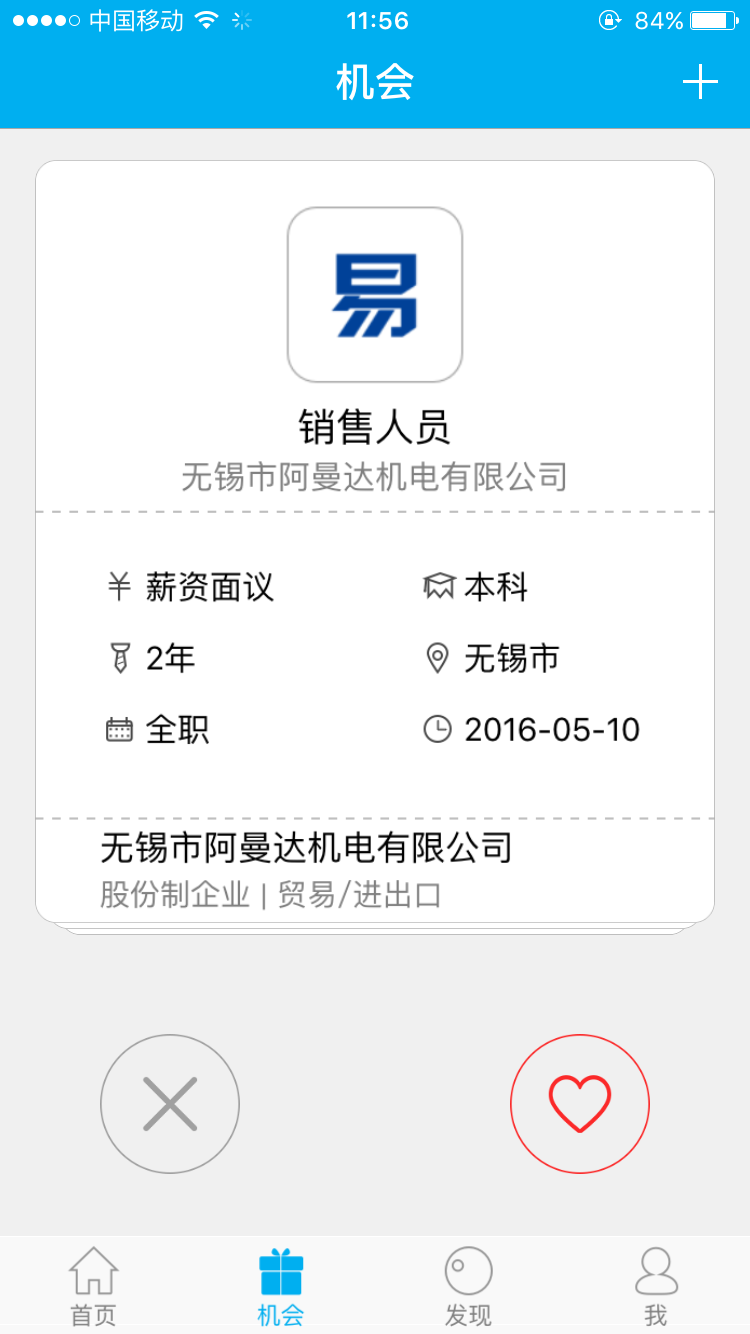 中国移动 11:56 84%
机会
易
销售人员
无锡市阿曼达机电有限公司
薪资面议 本科
2年 无锡市
全职 2016-05-10
无锡市阿曼达机电有限公司
股份制企业 | 贸易/进出口
首页 机会 发现 我